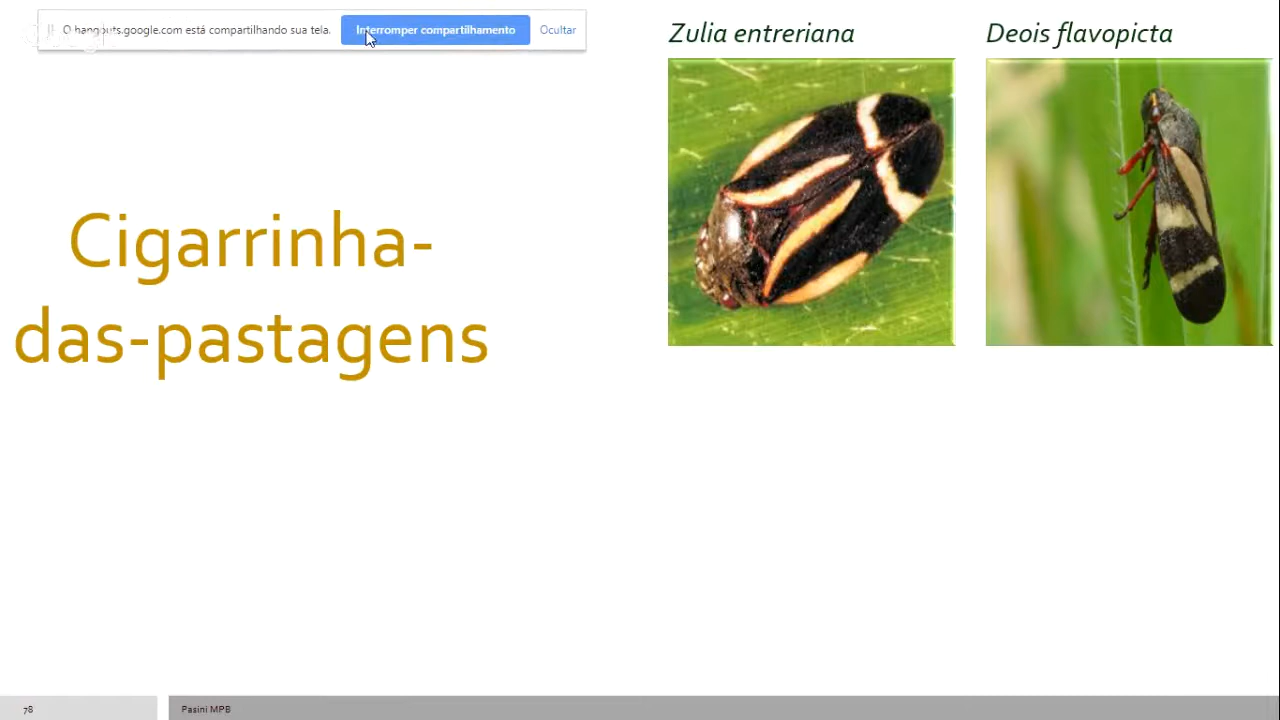 O hangouts.google.com está compartilhando sua tela.
Interromper compartilhamento
Ocultar
Zulia entreriana
Deois flavopicta
Cigarrinha-
das-pastagens
78
Pasini MPB